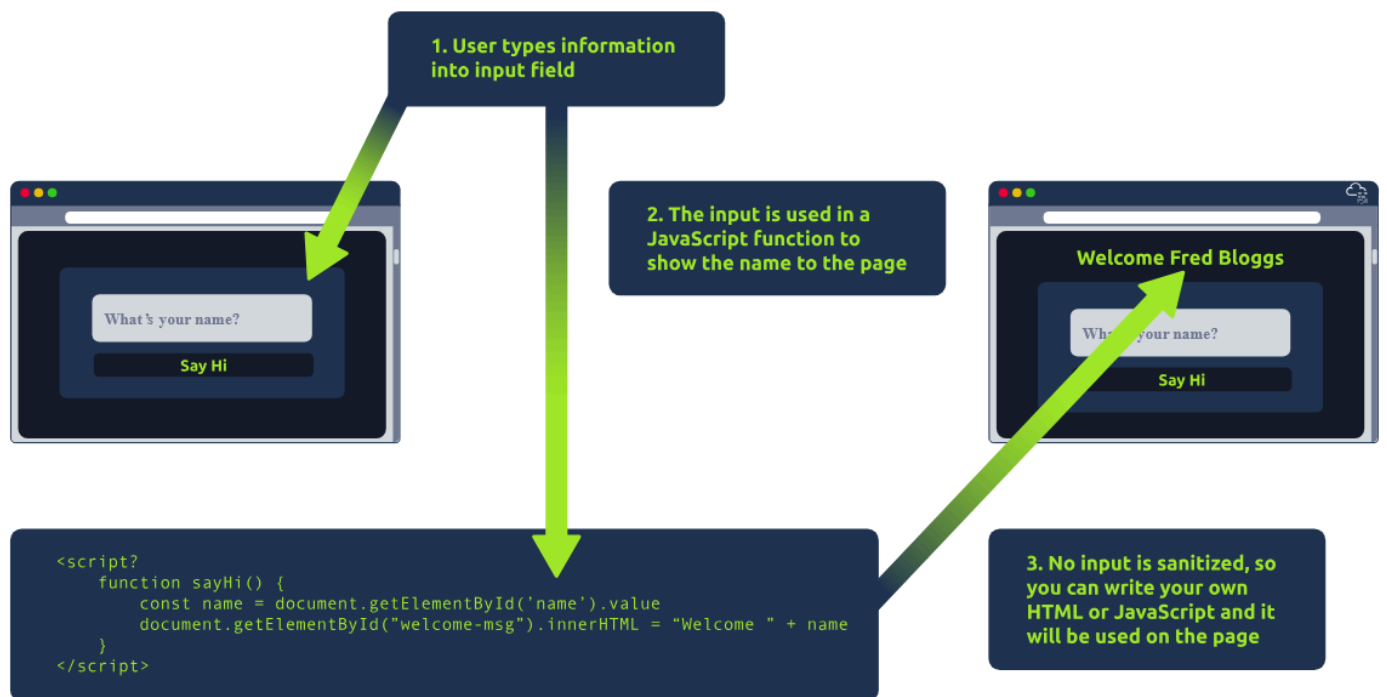 1. User types information
into input field
2. The input is used in a
JavaScript function to
show the name to the page
What's your name?
Say Hi
Welcome Fred Bloggs
your name?
Say Hi
<script?
function sayHi() {
const name = document.getElementById('name').value
document.getElementById("welcome-msg").innerHTML = “Welcome " + name
}
</script>
3. No input is sanitized, so
you can write your own
HTML or JavaScript and it
will be used on the page